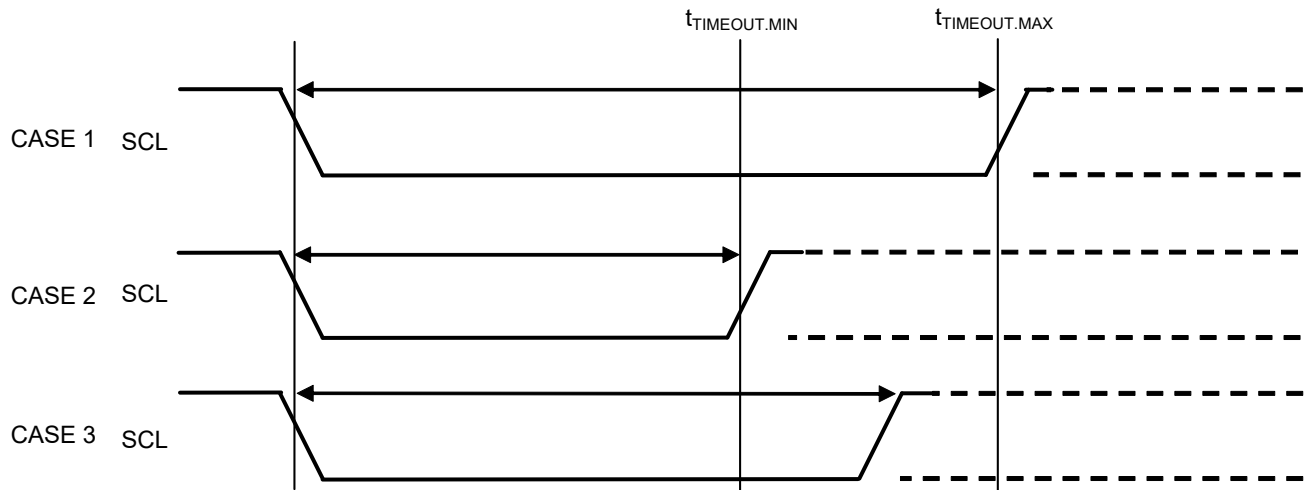 tTIMEOUT.MIN tTIMEOUT.MAX
CASE 1 SCL
CASE 2 SCL
CASE 3 SCL